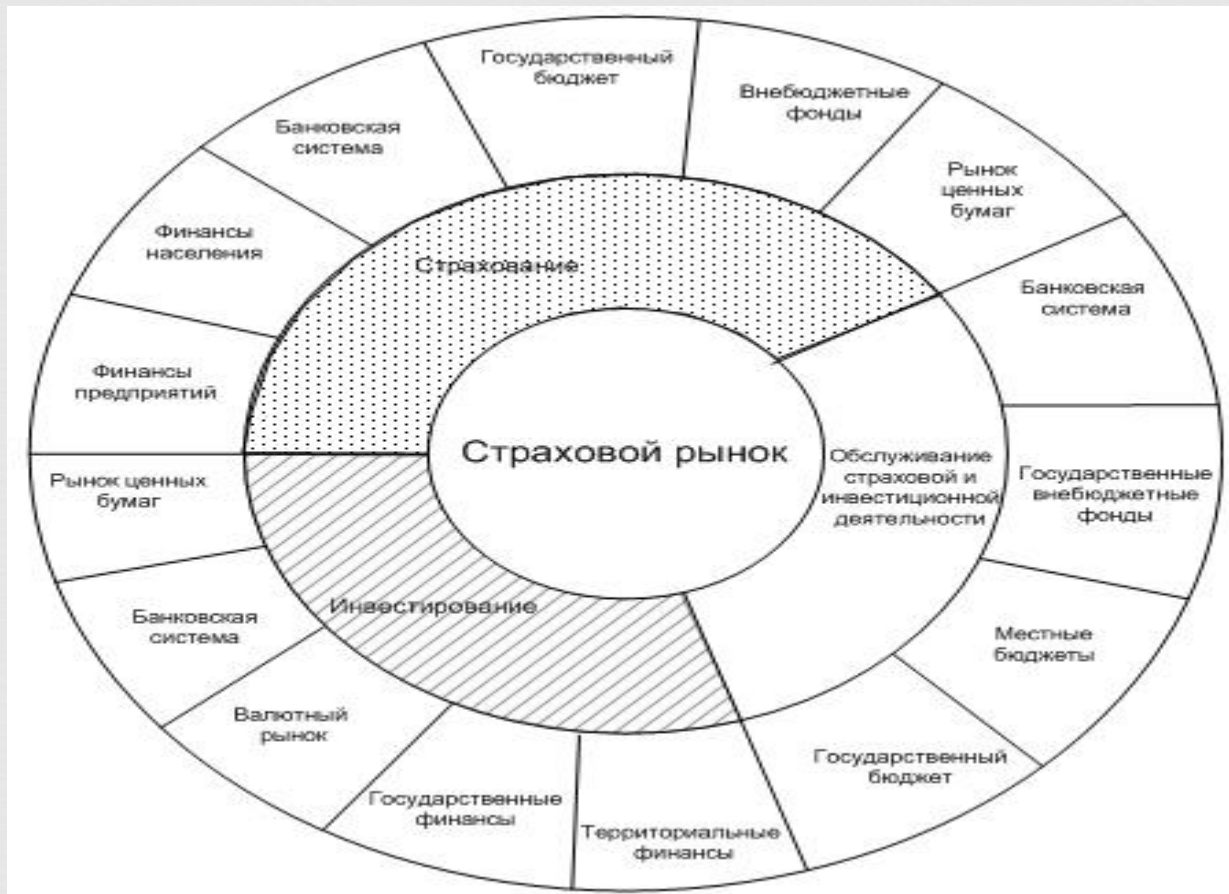 Государственный
бюджет
Внебюджетные
фонды
Банковская
система
Рынок
ценных
бумаг
Финансы
населения
Страхование
Банковская
система
Финансы
предприятий
Страховой рынок
Обслуживание
страховой и
инвестиционной
деятельности
Государственные
внебюджетные
фонды
Рынок ценных
бумаг
Инвестирование
Банковская
система
Местные
бюджеты
Валютный
рынок
Государственный
бюджет
Государственные
финансы
Территориальные
финансы